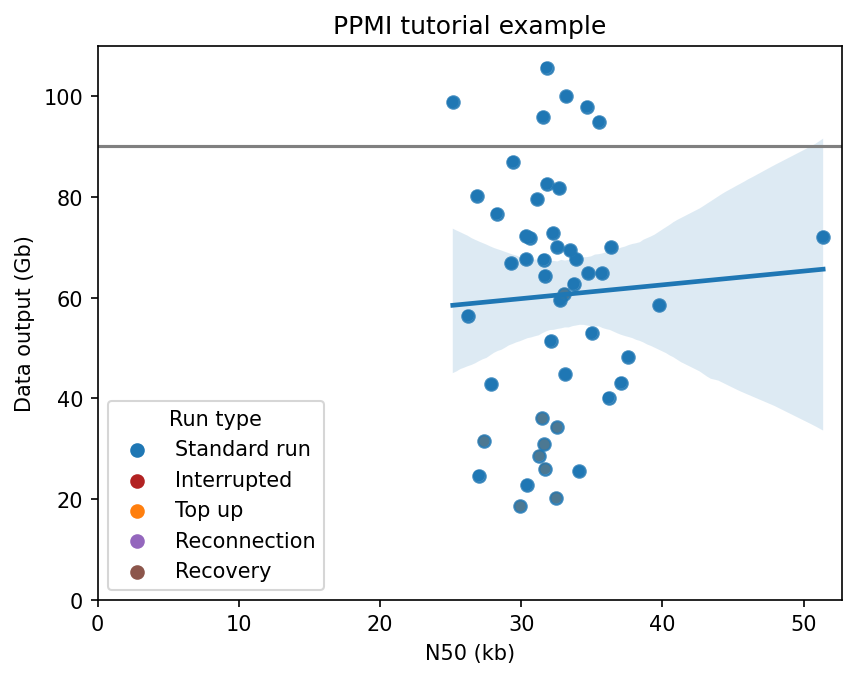 PPMI tutorial example
Data output (Gb)
100
80
60
40
20
0
Run type
Standard run
Interrupted
Top up
Reconnection
Recovery
0 10 20 30 40 50
N50 (kb)